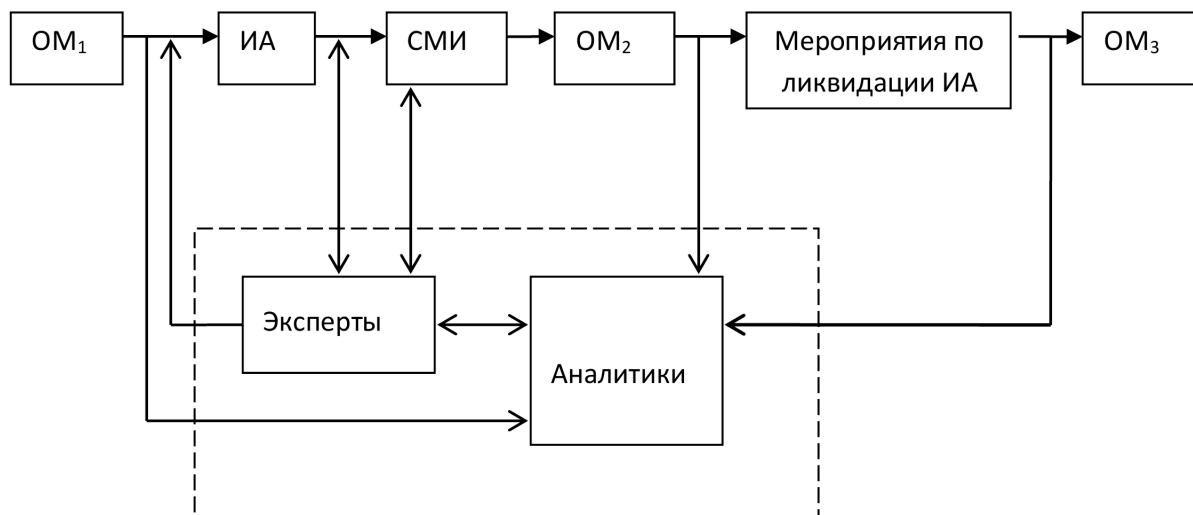 ОМ₁
ИА
СМИ
ОМ₂
Мероприятия по
ликвидации ИА
ОМ₃
Эксперты
Аналитики